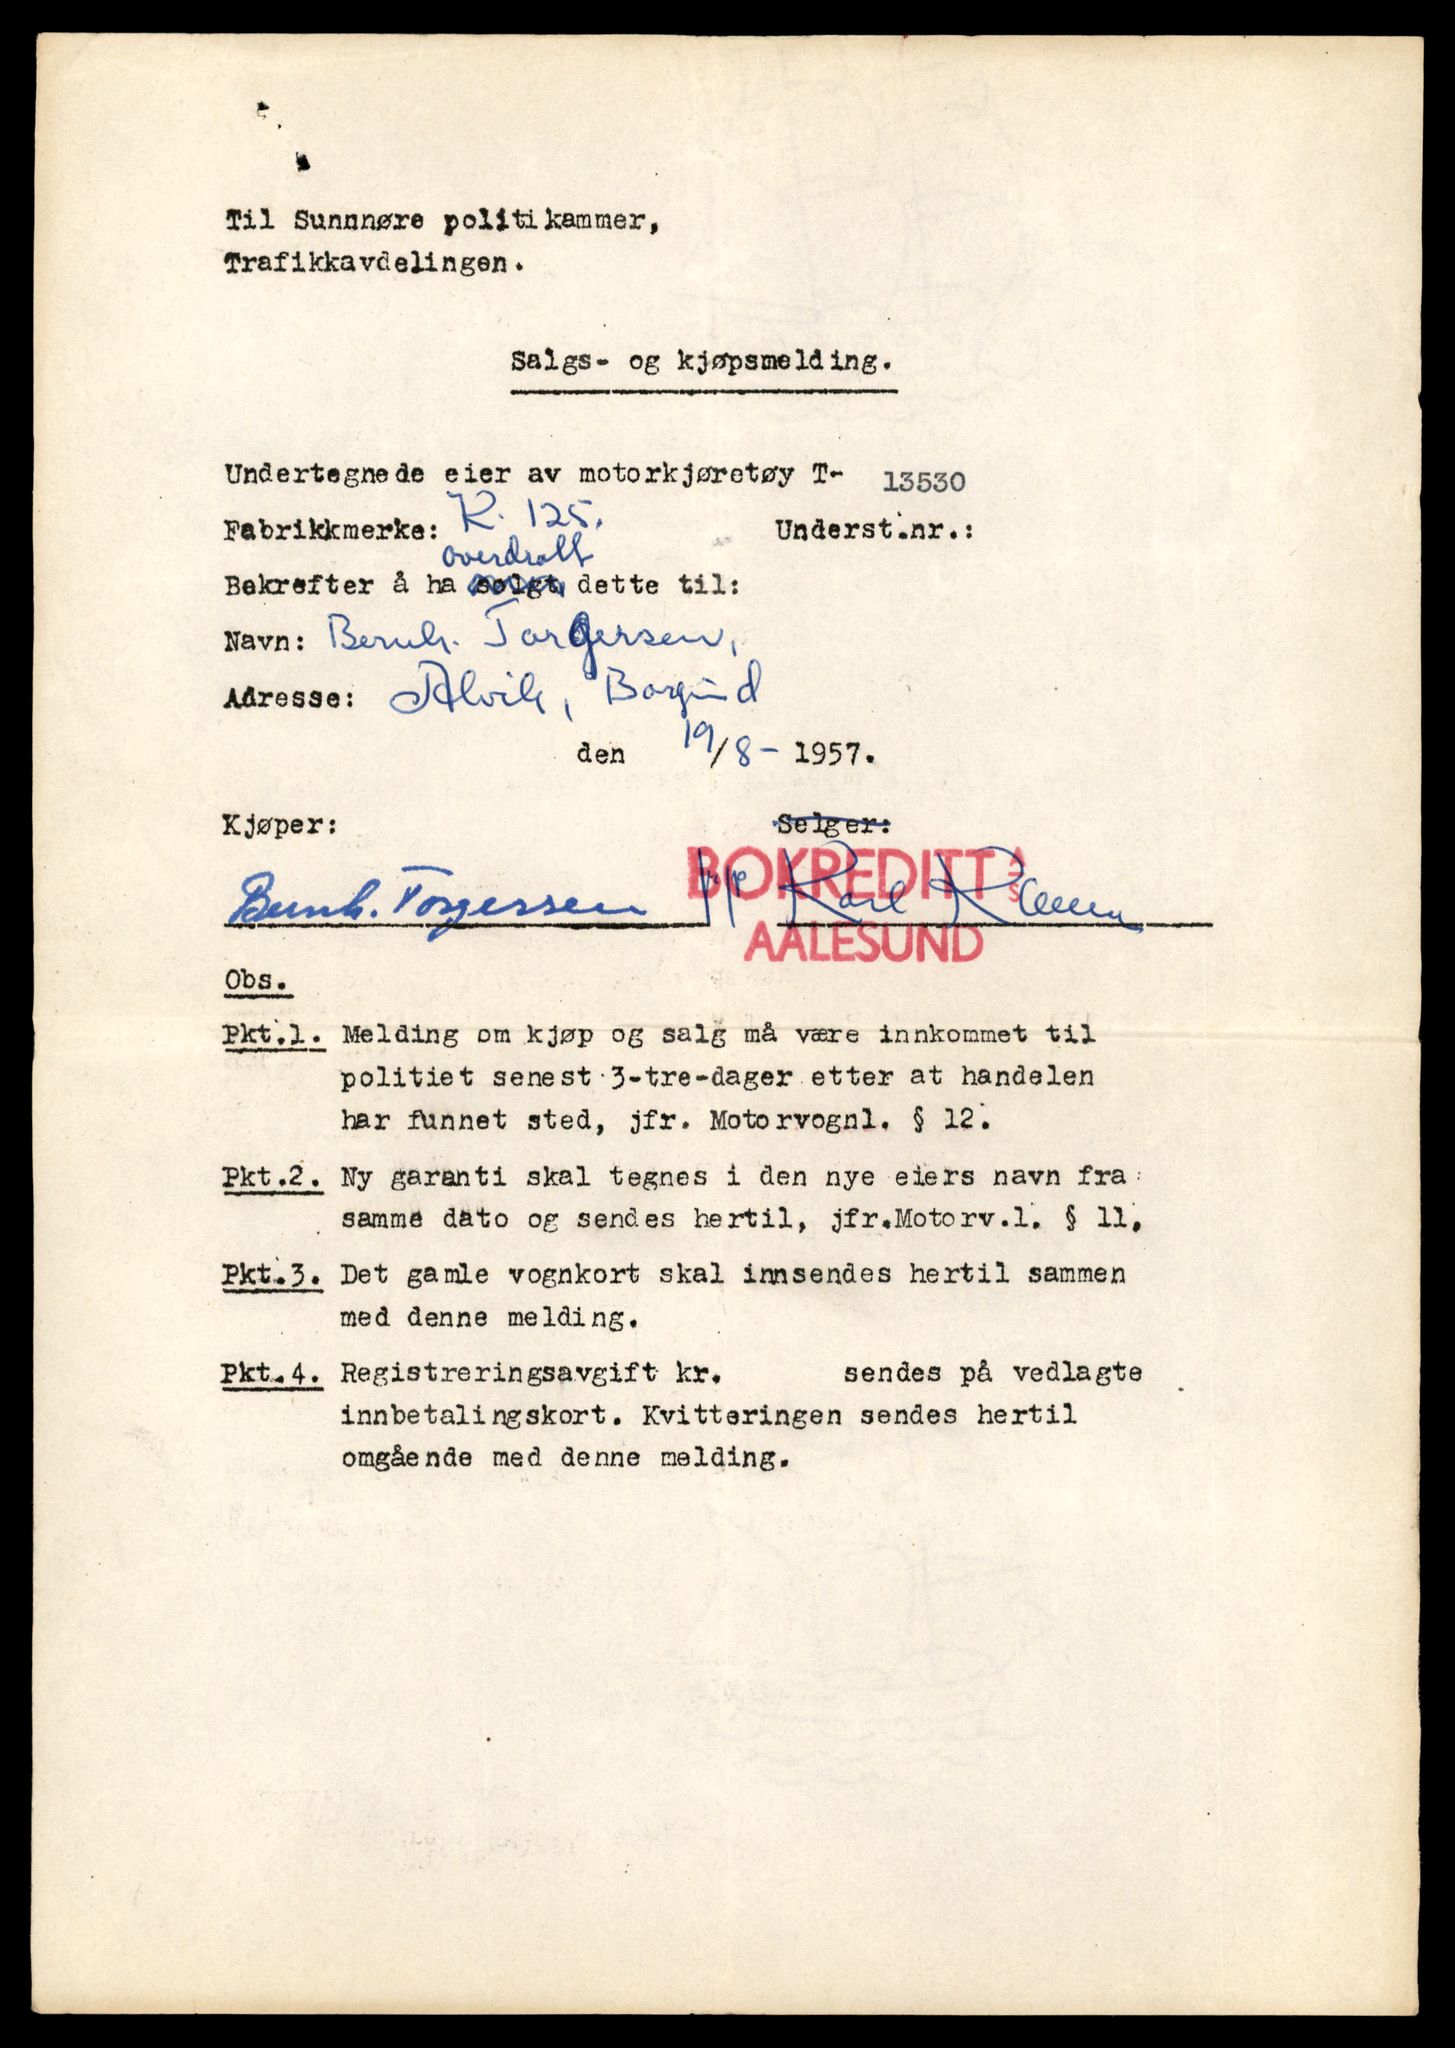 Til Sunnnøre politikammer,
Trafikkavdelingen.
Salgs- og kjøpsmelding.
Undertegnede eier av motorkjøretøy T- 13530
Fabrikkmerke: K. 125. Underst.nr.:
overdratt
Bekrefter å ha solgt dette til:
Navn: Bernh. Torgersen,
Adresse: Alvik, Borgund
den 19/8- 1957.
Kjøper: Selger:
BOKREDITT A/S
Bernh. Torgersen pp Karl
AALESUND
Obs.
Pkt.1. Melding om kjøp og salg må være innkommet til
politiet senest 3-tre-dager etter at handelen
har funnet sted, jfr. Motorvognl. § 12.
Pkt.2. Ny garanti skal tegnes i den nye eiers navn fra
samme dato og sendes hertil, jfr.Motorv.l. § 11.
Pkt.3. Det gamle vognkort skal innsendes hertil sammen
med denne melding.
Pkt.4. Registreringsavgift kr. sendes på vedlagte
innbetalingskort. Kvitteringen sendes hertil
omgående med denne melding.